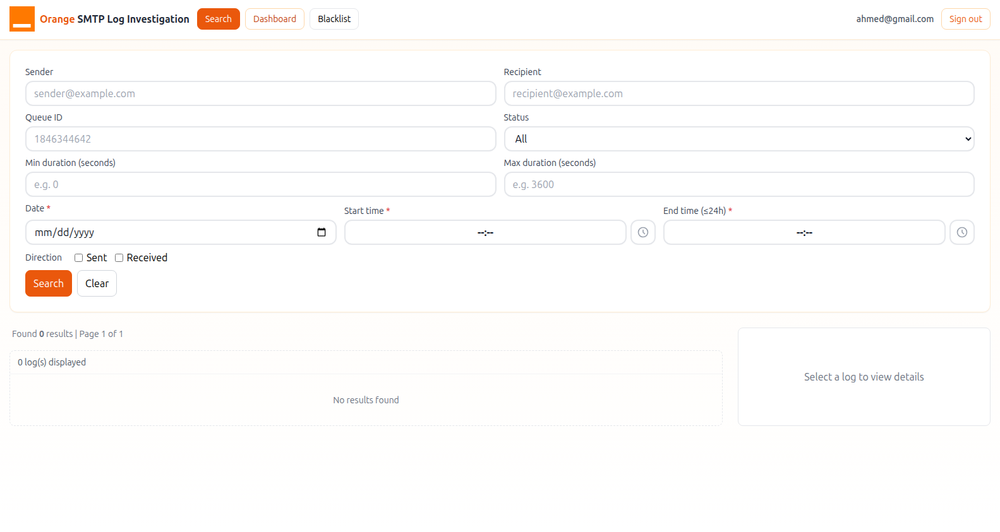 Orange SMTP Log Investigation Search Dashboard Blacklist ahmed@gmail.com Sign out
Sender Recipient
sender@example.com recipient@example.com
Queue ID Status
1846344642 All
Min duration (seconds) Max duration (seconds)
e.g. 0 e.g. 3600
Date * Start time * End time (≤24h) *
mm/dd/yyyy --:-- --:--
Direction Sent Received
Search Clear
Found 0 results | Page 1 of 1
0 log(s) displayed
Select a log to view details
No results found